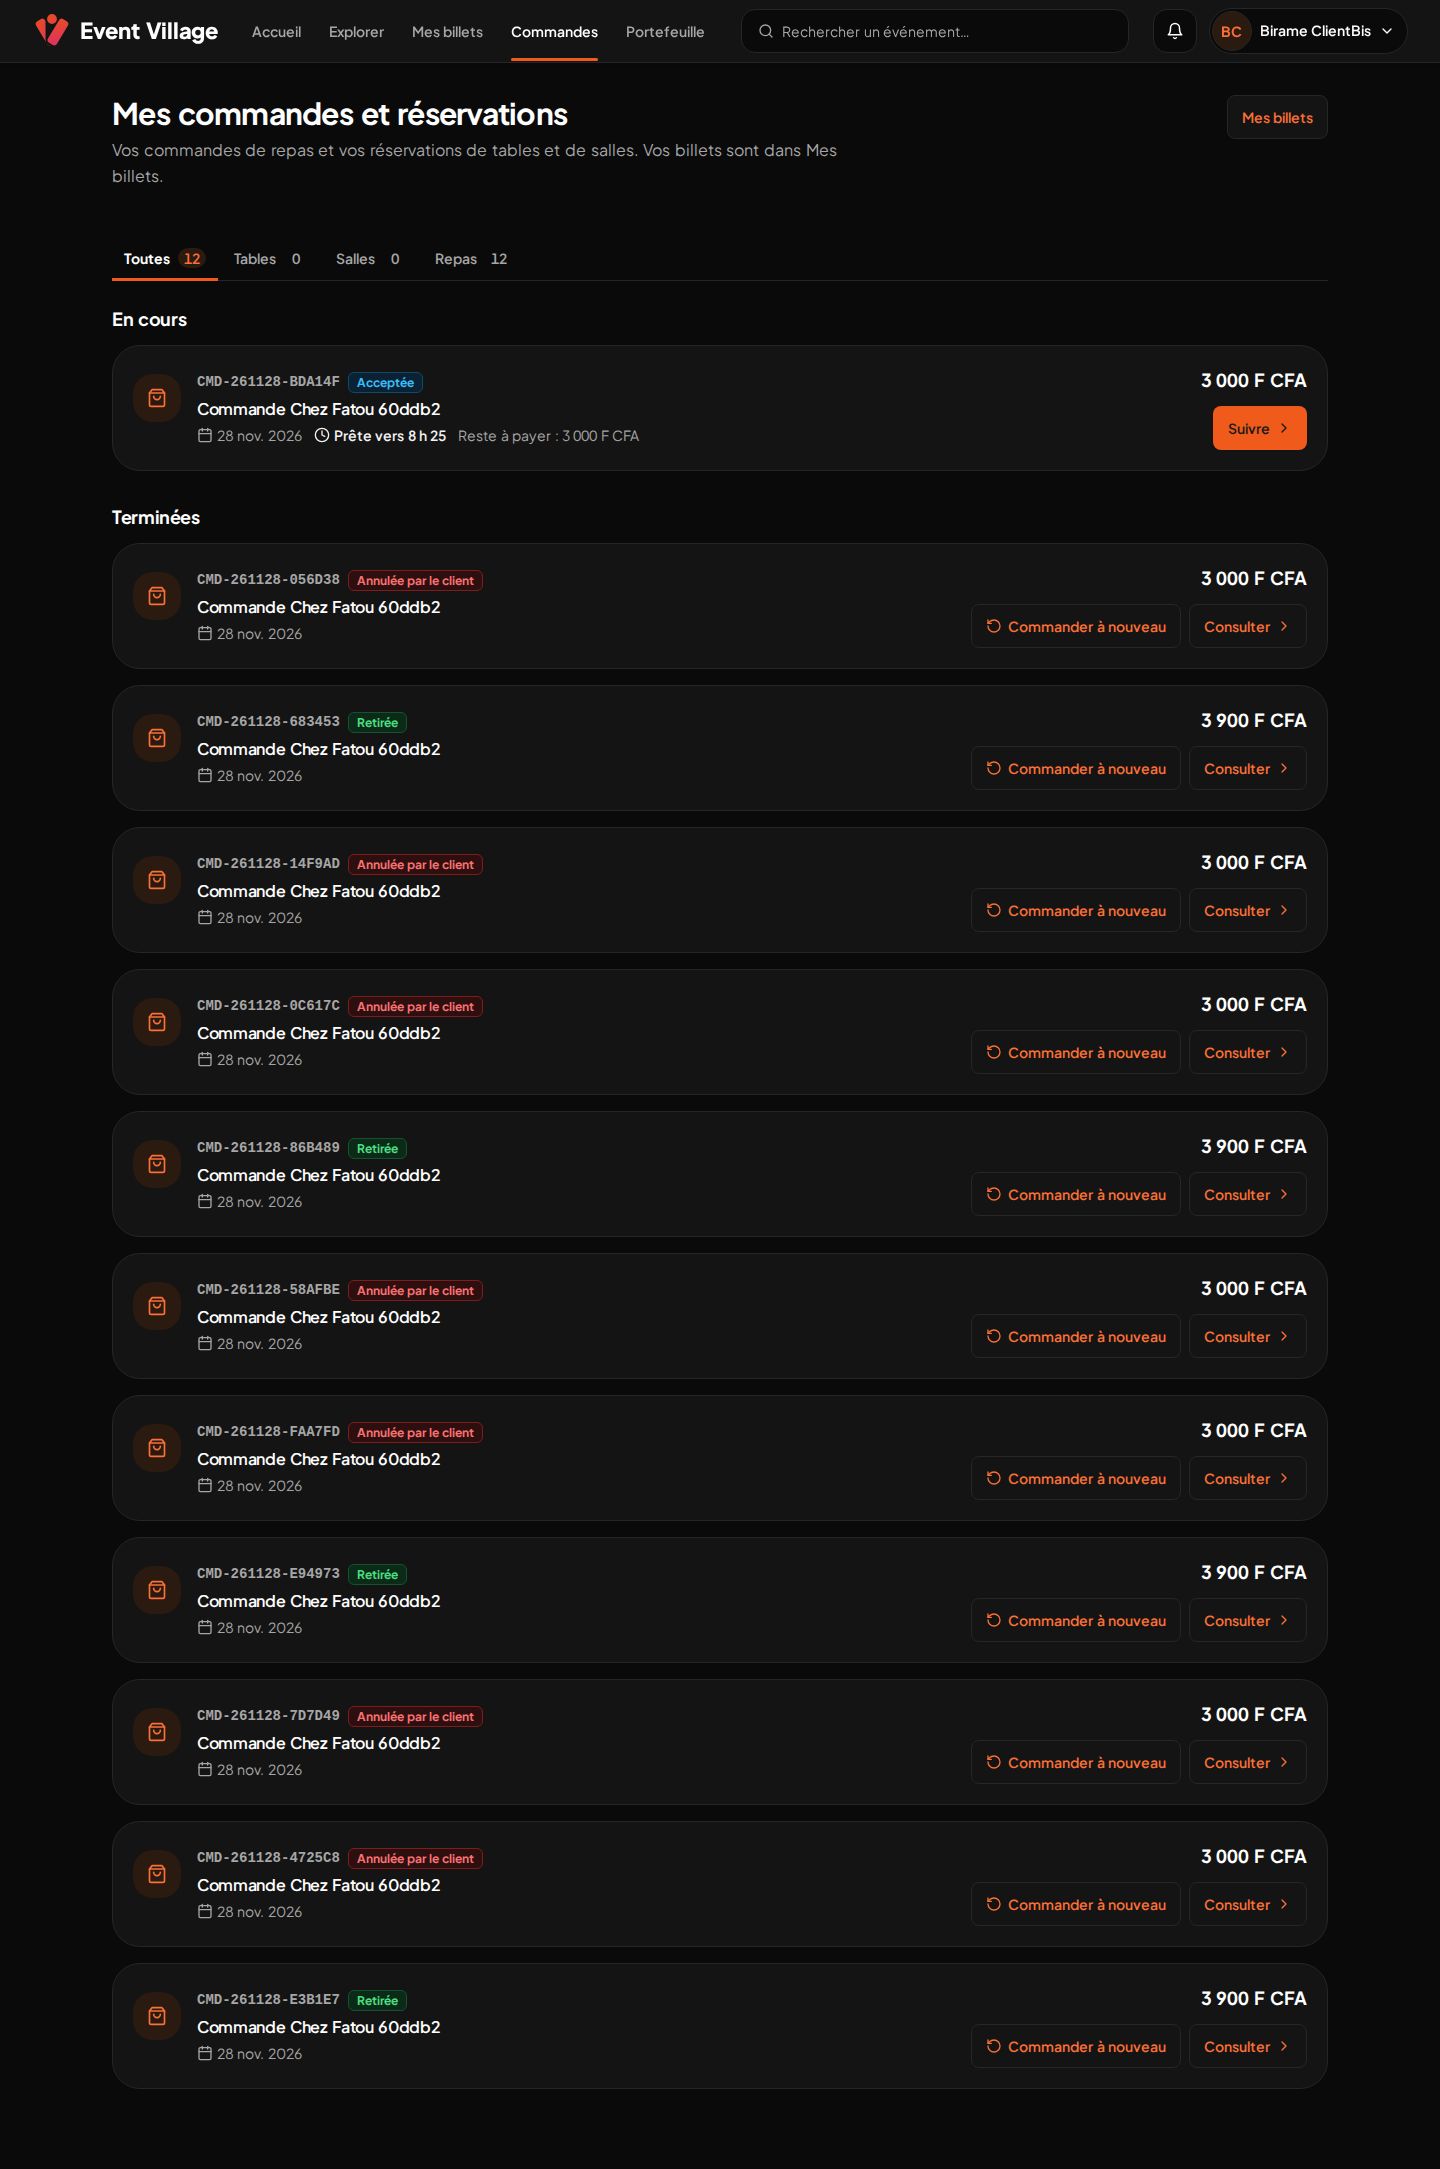 Event Village
Accueil
Explorer
Mes billets
Commandes
Portefeuille
Rechercher un événement…
BC
Birame ClientBis
Mes commandes et réservations
Mes billets
Vos commandes de repas et vos réservations de tables et de salles. Vos billets sont dans Mes
billets.
Toutes 12
Tables 0
Salles 0
Repas 12
En cours
CMD-261128-BDA14F Acceptée
3 000 F CFA
Commande Chez Fatou 60ddb2
28 nov. 2026 Prête vers 8 h 25 Reste à payer : 3 000 F CFA
Suivre
Terminées
CMD-261128-056D38 Annulée par le client
3 000 F CFA
Commande Chez Fatou 60ddb2
28 nov. 2026
Commander à nouveau
Consulter
CMD-261128-683453 Retirée
3 900 F CFA
Commande Chez Fatou 60ddb2
28 nov. 2026
Commander à nouveau
Consulter
CMD-261128-14F9AD Annulée par le client
3 000 F CFA
Commande Chez Fatou 60ddb2
28 nov. 2026
Commander à nouveau
Consulter
CMD-261128-0C617C Annulée par le client
3 000 F CFA
Commande Chez Fatou 60ddb2
28 nov. 2026
Commander à nouveau
Consulter
CMD-261128-86B489 Retirée
3 900 F CFA
Commande Chez Fatou 60ddb2
28 nov. 2026
Commander à nouveau
Consulter
CMD-261128-58AFBE Annulée par le client
3 000 F CFA
Commande Chez Fatou 60ddb2
28 nov. 2026
Commander à nouveau
Consulter
CMD-261128-FAA7FD Annulée par le client
3 000 F CFA
Commande Chez Fatou 60ddb2
28 nov. 2026
Commander à nouveau
Consulter
CMD-261128-E94973 Retirée
3 900 F CFA
Commande Chez Fatou 60ddb2
28 nov. 2026
Commander à nouveau
Consulter
CMD-261128-7D7D49 Annulée par le client
3 000 F CFA
Commande Chez Fatou 60ddb2
28 nov. 2026
Commander à nouveau
Consulter
CMD-261128-4725C8 Annulée par le client
3 000 F CFA
Commande Chez Fatou 60ddb2
28 nov. 2026
Commander à nouveau
Consulter
CMD-261128-E3B1E7 Retirée
3 900 F CFA
Commande Chez Fatou 60ddb2
28 nov. 2026
Commander à nouveau
Consulter